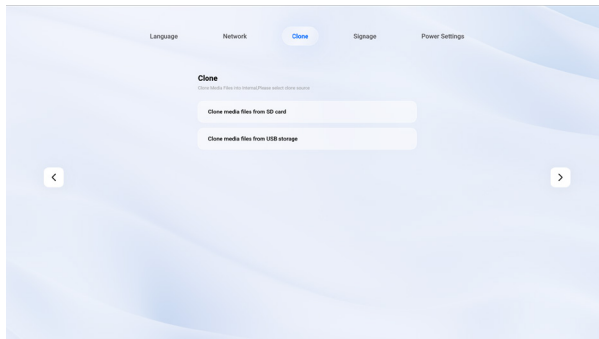 Language Network Clone Signage Power Settings
Clone
Clone Media Files into internal,Please select clone source
Clone media files from SD card
Clone media files from USB storage